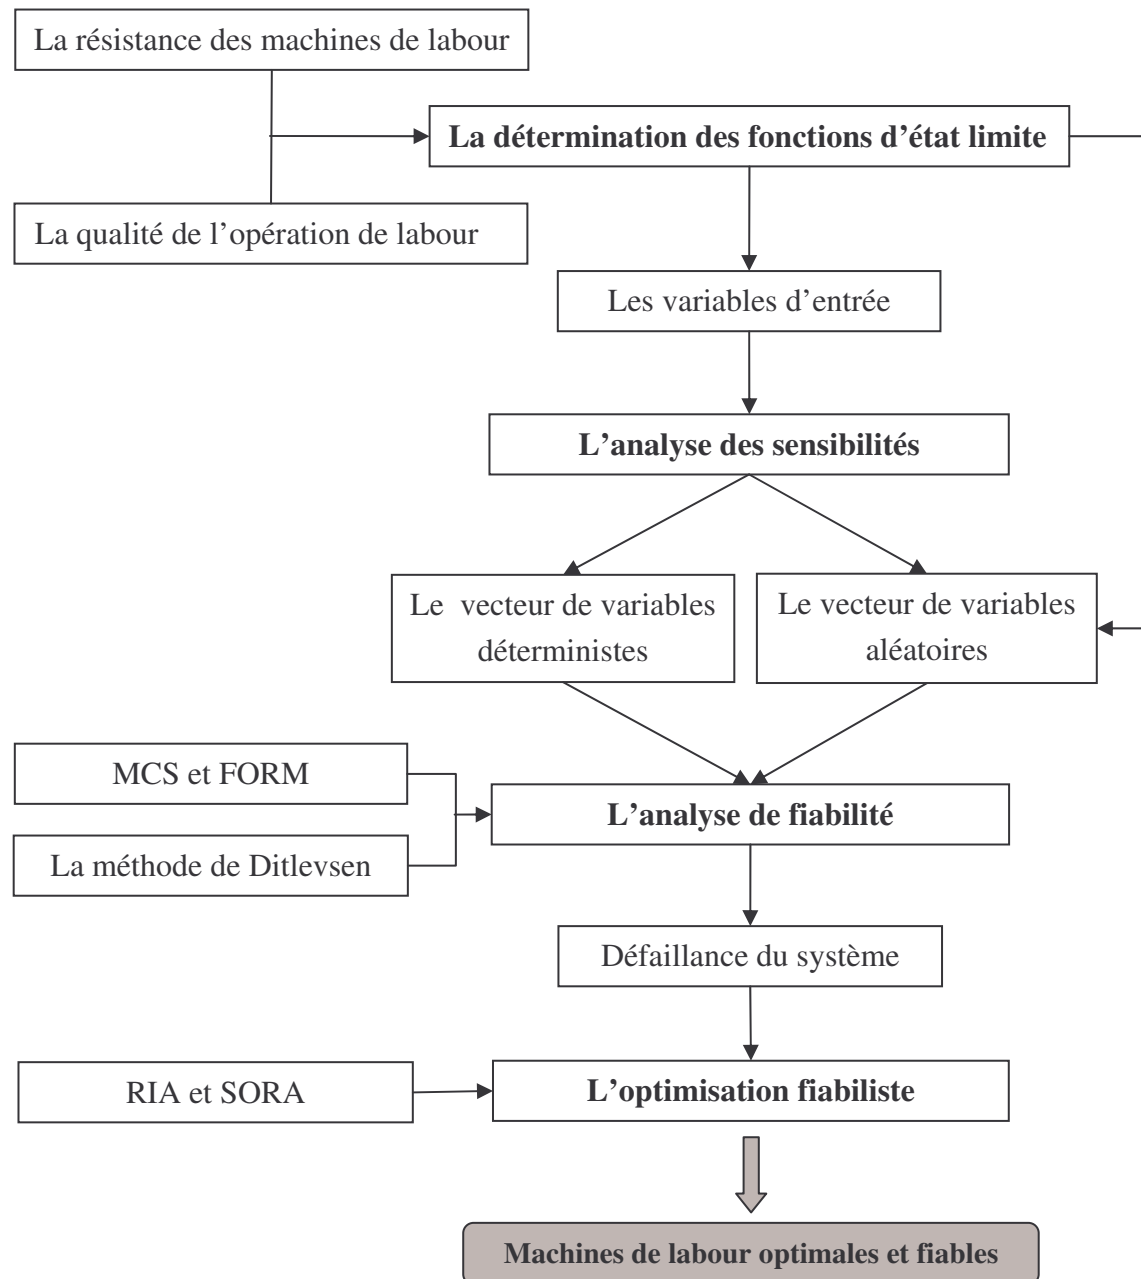 La résistance des machines de labour
La détermination des fonctions d’état limite
La qualité de l’opération de labour
Les variables d’entrée
L’analyse des sensibilités
Le vecteur de variables
déterministes
Le vecteur de variables
aléatoires
MCS et FORM
L’analyse de fiabilité
La méthode de Ditlevsen
Défaillance du système
RIA et SORA
L’optimisation fiabiliste
Machines de labour optimales et fiables